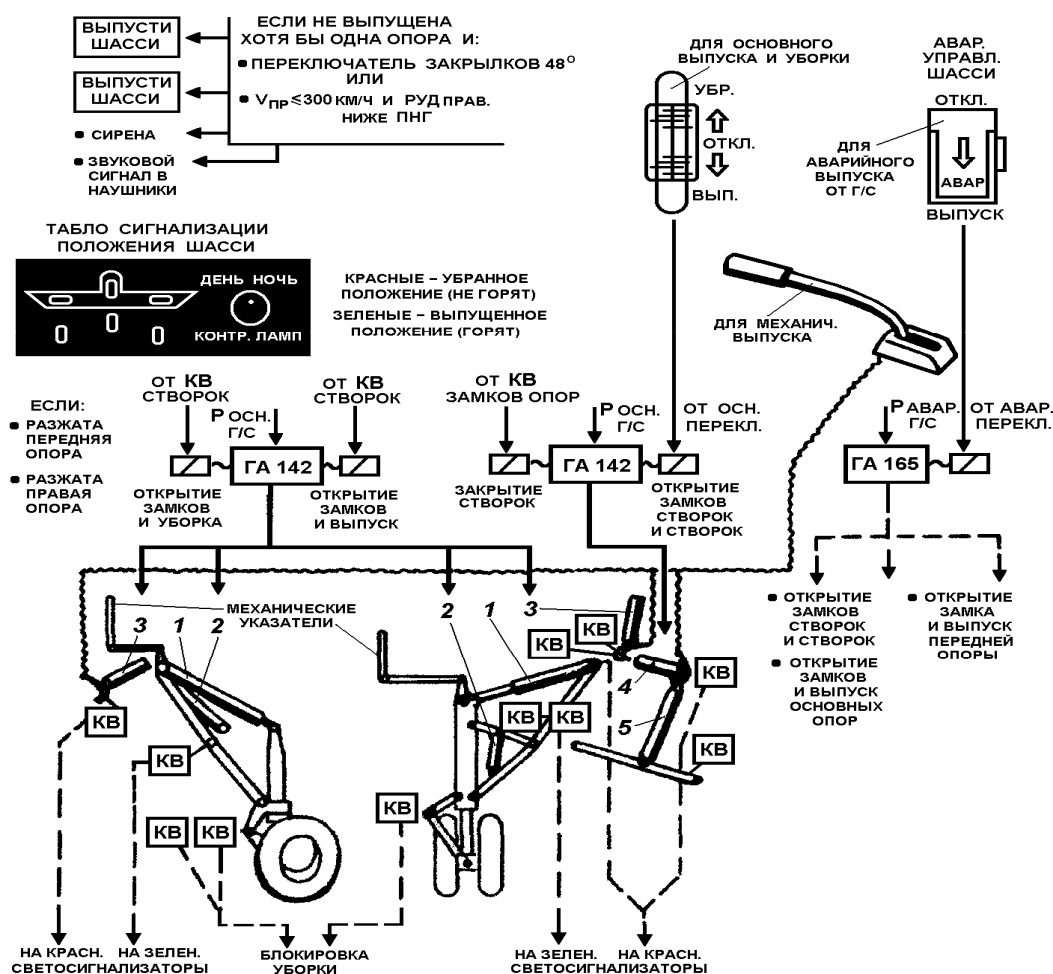 ВЫПУСТИ
ШАССИ
ВЫПУСТИ
ШАССИ
СИРЕНА
ЗВУКОВОЙ
СИГНАЛ В
НАУШНИКИ
ЕСЛИ НЕ ВЫПУЩЕНА
ХОТЯ БЫ ОДНА ОПОРА И:
ПЕРЕКЛЮЧАТЕЛЬ ЗАКРЫЛКОВ 48°
ИЛИ
VПР ≤300 КМ/Ч И РУД ПРАВ.
НИЖЕ ПНГ
ДЛЯ ОСНОВНОГО
ВЫПУСКА И УБОРКИ
УБР.
ОТКЛ.
ВЫП.
АВАР.
УПРАВЛ.
ШАССИ
ОТКЛ.
ДЛЯ
АВАРИЙНОГО
ВЫПУСКА
ОТ Г/С
АВАР
ВЫПУСК
ТАБЛО СИГНАЛИЗАЦИИ
ПОЛОЖЕНИЯ ШАССИ
ДЕНЬ НОЧЬ
КОНТР. ЛАМП
КРАСНЫЕ – УБРАННОЕ
ПОЛОЖЕНИЕ (НЕ ГОРЯТ)
ЗЕЛЕНЫЕ – ВЫПУЩЕННОЕ
ПОЛОЖЕНИЕ (ГОРЯТ)
ДЛЯ МЕХАНИЧ.
ВЫПУСКА
ЕСЛИ:
РАЗЖАТА
ПЕРЕДНЯЯ
ОПОРА
РАЗЖАТА
ПРАВАЯ
ОПОРА
ОТ КВ
СТВОРОК
Р ОСН.
Г/С
ОТ КВ
СТВОРОК
ГА 142
ОТКРЫТИЕ
ЗАМКОВ
И УБОРКА
ОТКРЫТИЕ
ЗАМКОВ
И ВЫПУСК
ОТ КВ
ЗАМКОВ ОПОР
Р ОСН.
Г/С
ОТ ОСН.
ПЕРЕКЛ.
ГА 142
ЗАКРЫТИЕ
СТВОРОК
ОТКРЫТИЕ
ЗАМКОВ
СТВОРОК
И СТВОРОК
Р АВАР.
Г/С
ОТ АВАР.
ПЕРЕКЛ.
ГА 165
ОТКРЫТИЕ
ЗАМКОВ
СТВОРОК
И СТВОРОК
ОТКРЫТИЕ
ЗАМКОВ
И ВЫПУСК
ОСНОВНЫХ
ОПОР
ОТКРЫТИЕ
ЗАМКА
И ВЫПУСК
ПЕРЕДНЕЙ
ОПОРЫ
МЕХАНИЧЕСКИЕ
УКАЗАТЕЛИ
3 1 2
2 1 3
4
5
КВ
КВ
КВ
КВ
КВ
КВ
КВ
КВ
КВ
КВ
КВ
НА КРАСН.
СВЕТОСИГНАЛИЗАТОРЫ
НА ЗЕЛЕН.
БЛОКИРОВКА
УБОРКИ
НА ЗЕЛЕН.
СВЕТОСИГНАЛИЗАТОРЫ
НА КРАСН.